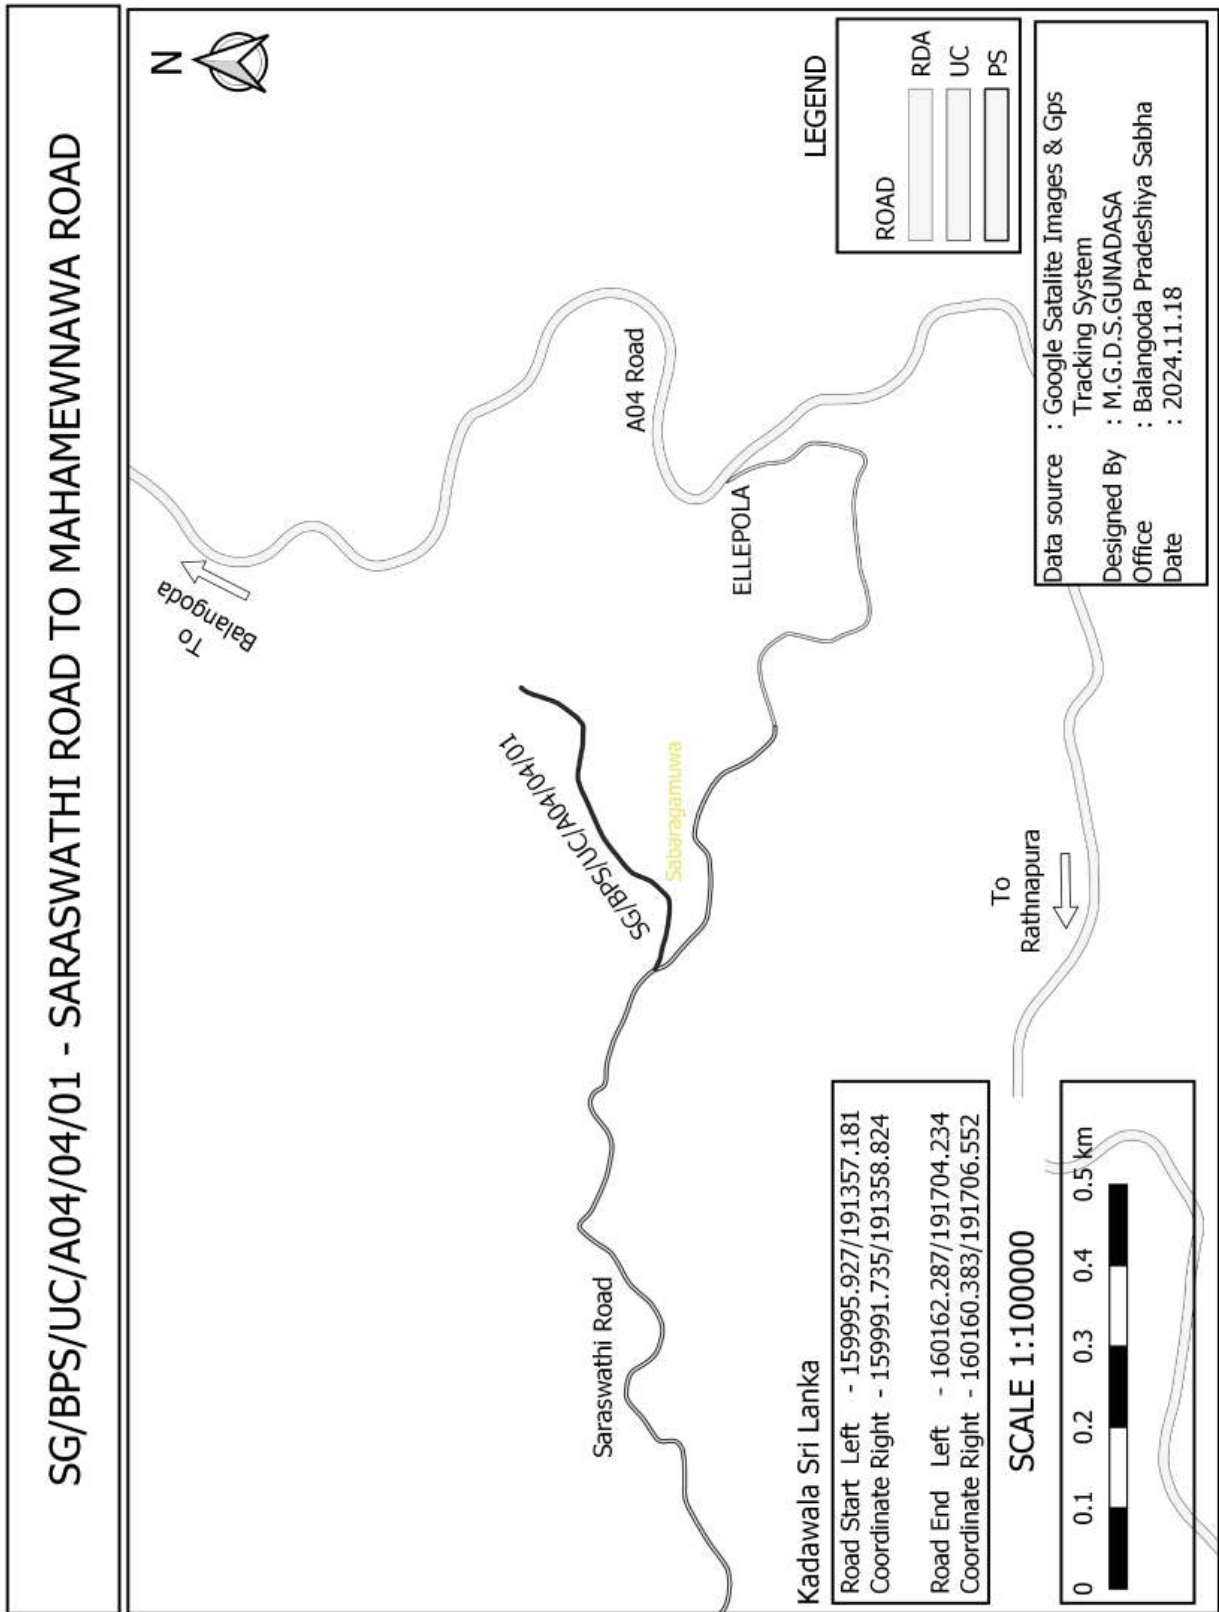 SG/BPS/UC/A04/04/01 - SARASWATHI ROAD TO MAHAMEWNAWA ROAD
N
To
Balangoda
SG/BPS/UC/A04/04/01
Sabaragamuwa
A04 Road
ELLEPOLA
Saraswathi Road
To
Rathnapura
LEGEND
ROAD
RDA
UC
PS
Kadawala Sri Lanka
Road Start Left - 159995.927/191357.181
Coordinate Right - 159991.735/191358.824
Road End Left - 160162.287/191704.234
Coordinate Right - 160160.383/191706.552
SCALE 1:100000
0 0.1 0.2 0.3 0.4 0.5 km
Data source : Google Satalite Images & Gps
Tracking System
Designed By : M.G.D.S.GUNADASA
Office : Balangoda Pradeshiya Sabha
Date : 2024.11.18